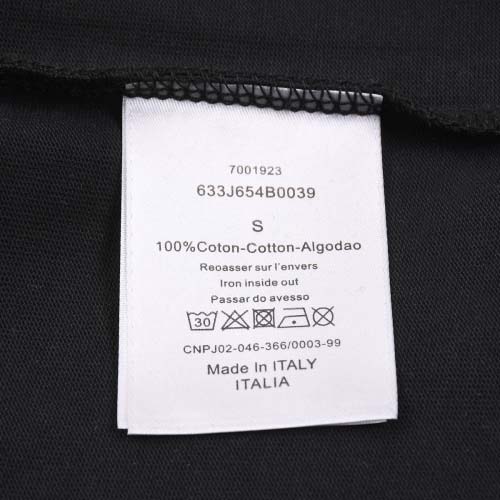 7001923
633J654B0039
S
100%Coton-Cotton-Algodao
Reoasser sur l'envers
Iron inside out
Passar do avesso
30
CNPJ02-046-366/0003-99
Made In ITALY
ITALIA